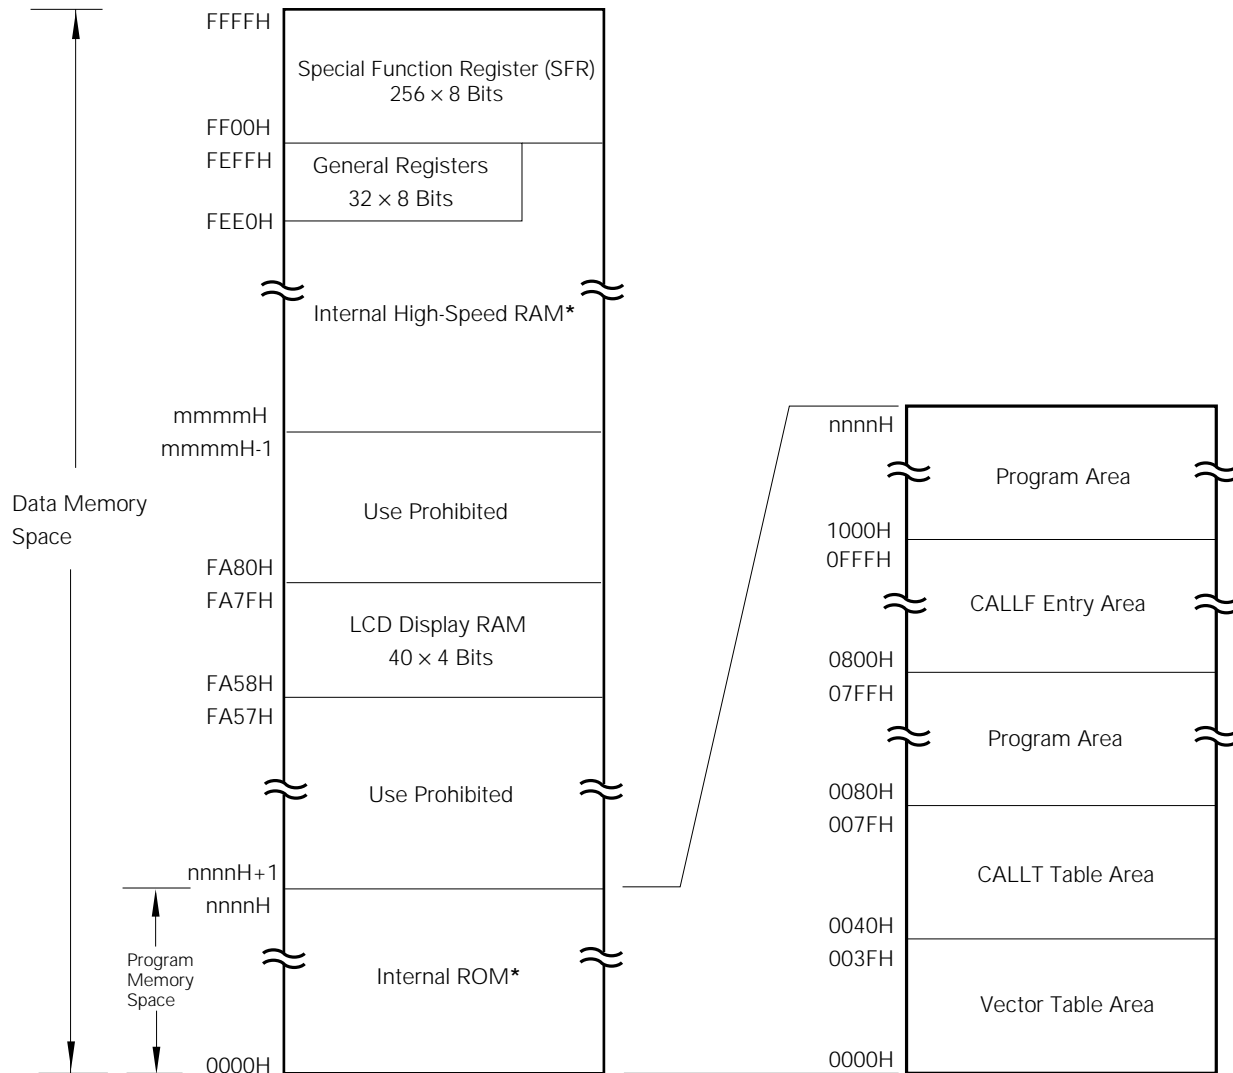 FFFFH
Special Function Register (SFR)
256 × 8 Bits
FF00H
FEFFH
General Registers
32 × 8 Bits
FEE0H
Internal High-Speed RAM*
mmmmH
mmmmH-1
Data Memory
Space
Use Prohibited
FA80H
FA7FH
LCD Display RAM
40 × 4 Bits
FA58H
FA57H
Use Prohibited
nnnnH+1
nnnnH
Program
Memory
Space
Internal ROM*
0000H
nnnnH
Program Area
1000H
0FFFH
CALLF Entry Area
0800H
07FFH
Program Area
0080H
007FH
CALLT Table Area
0040H
003FH
Vector Table Area
0000H